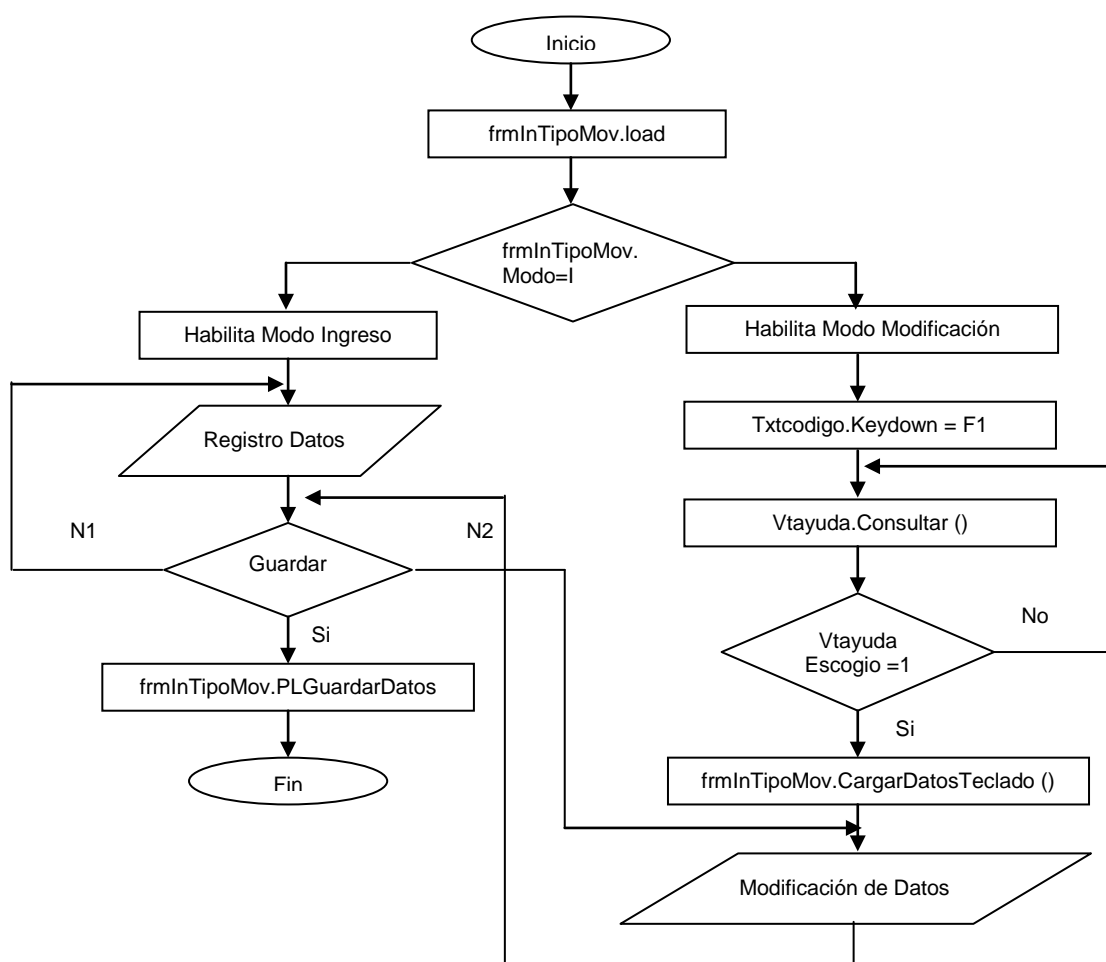 Inicio
frmInTipoMov.load
frmInTipoMov.
Modo=I
Habilita Modo Ingreso
Habilita Modo Modificación
Registro Datos
Txtcodigo.Keydown = F1
N1
N2
Vtayuda.Consultar ()
Guardar
Si
No
Vtayuda
Escogio =1
frmInTipoMov.PLGuardarDatos
Si
Fin
frmInTipoMov.CargarDatosTeclado ()
Modificación de Datos